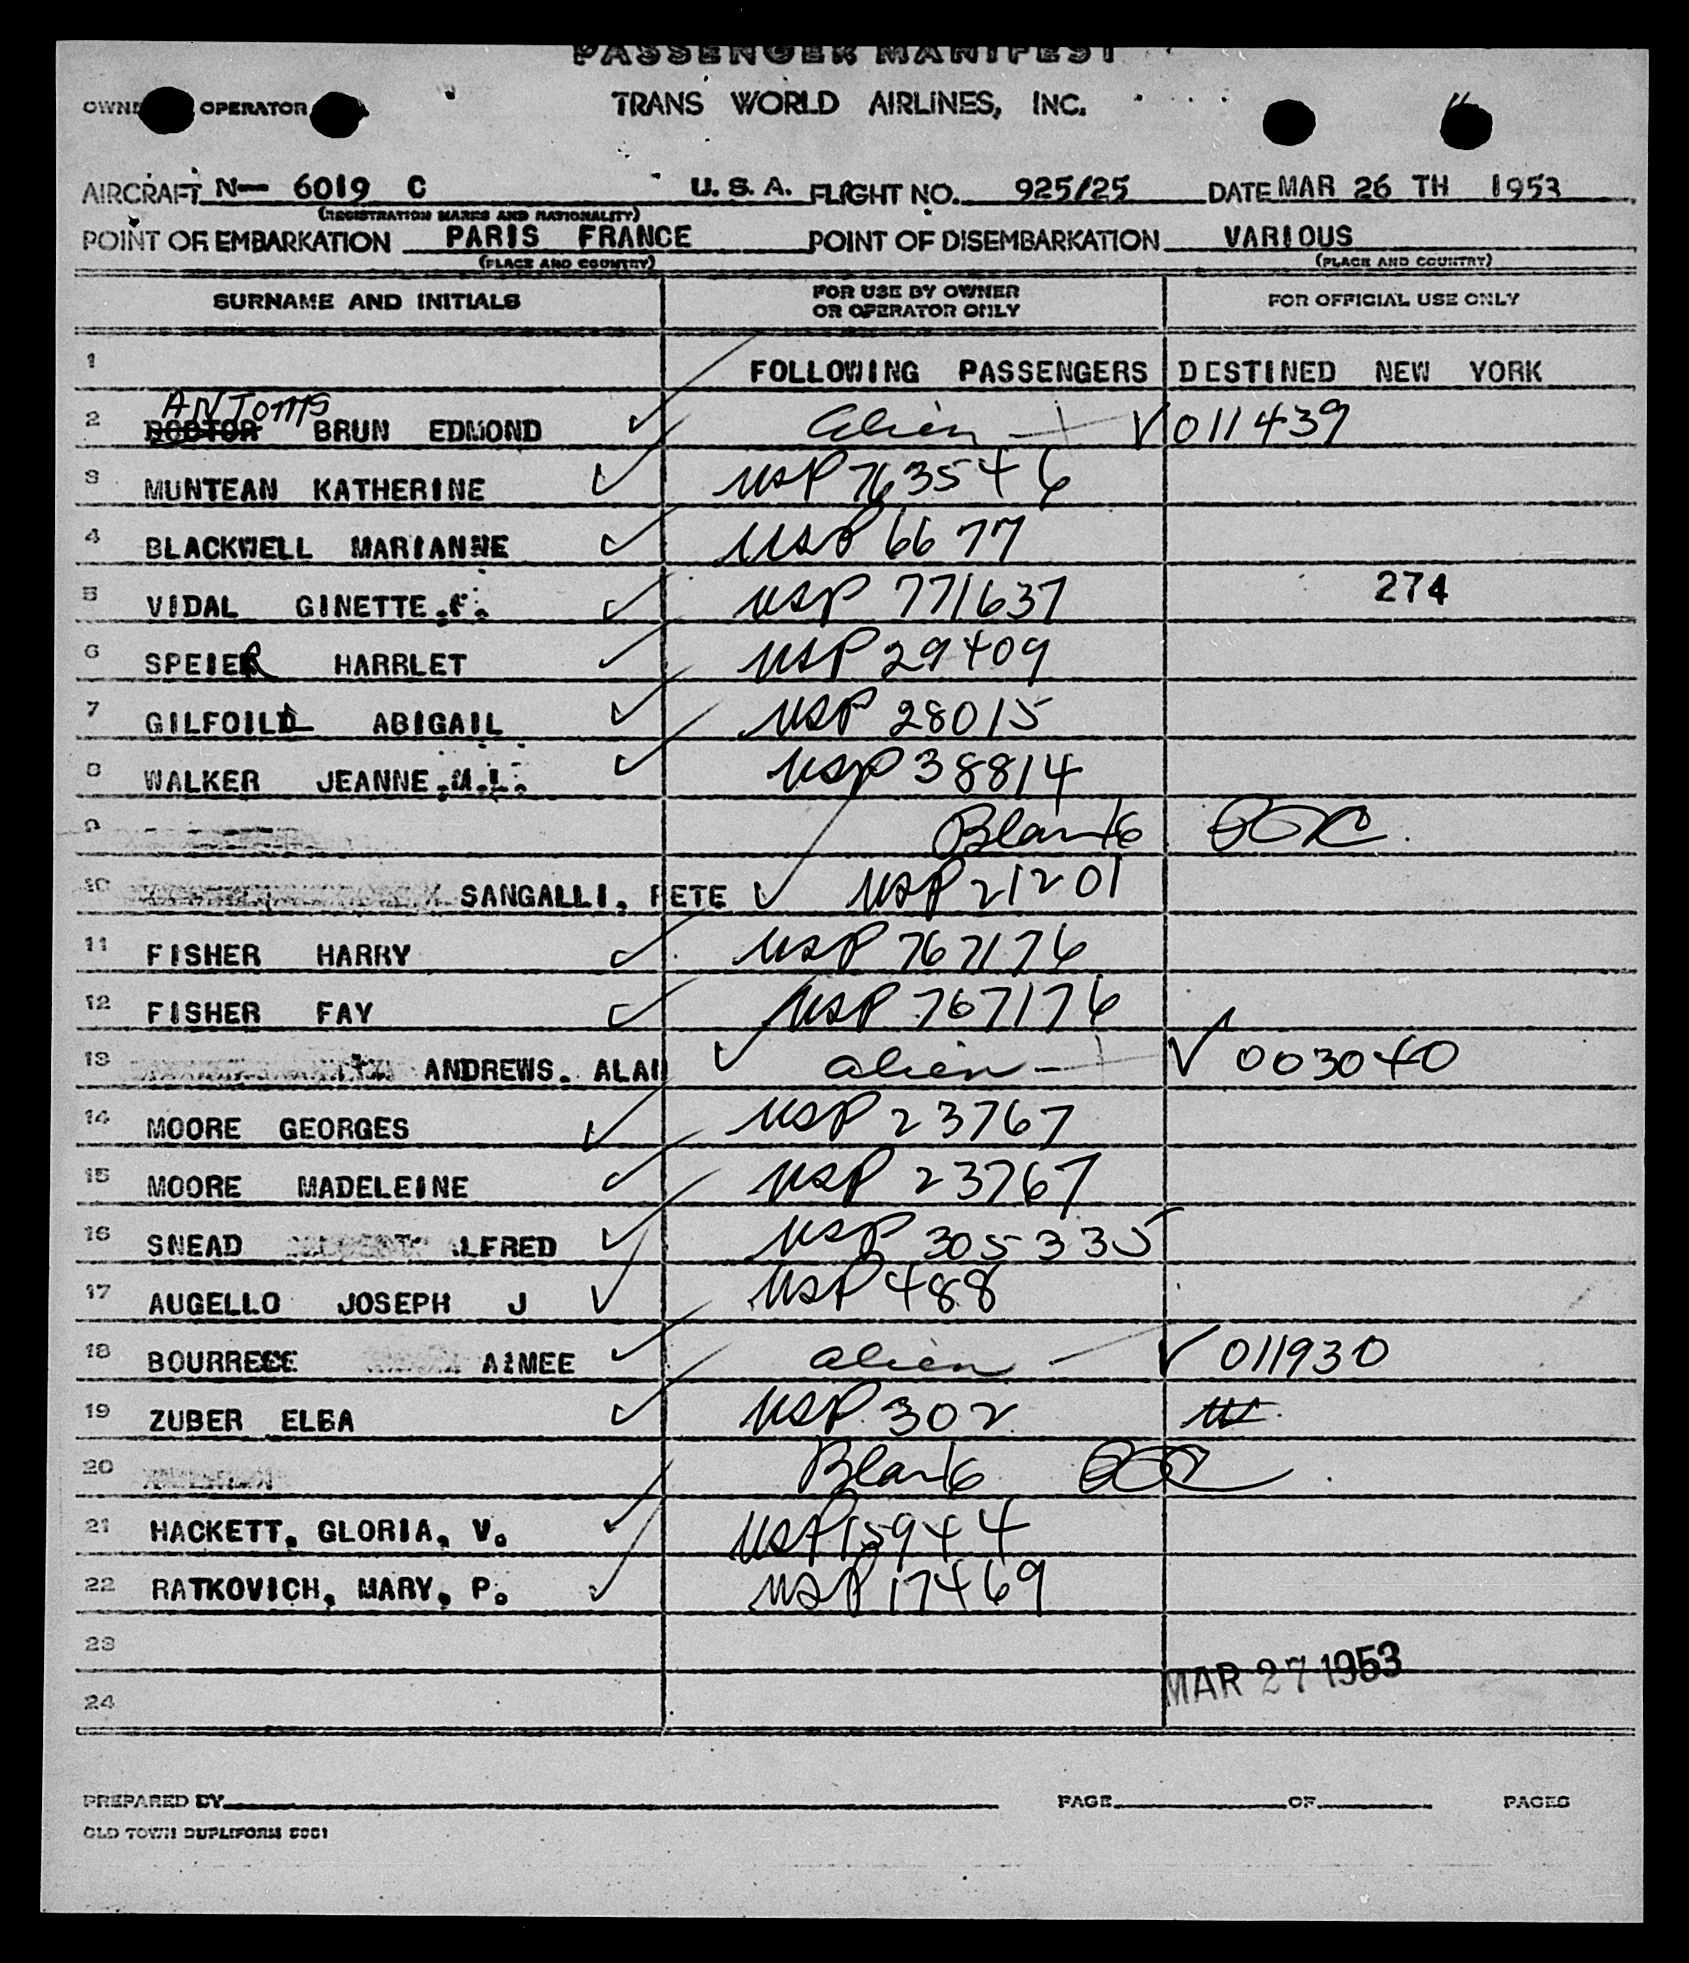 PASSENGER MANIFEST
OWNE OPERATOR TRANS WORLD AIRLINES, INC.
AIRCRAFT N— 6019 C U. S. A. FLIGHT NO. 925/25 DATE MAR 26 TH 1953
(REGISTRATION MARKS AND NATIONALITY)
POINT OF EMBARKATION PARIS FRANCE POINT OF DISEMBARKATION VARIOUS
(PLACE AND COUNTRY) (PLACE AND COUNTRY)
SURNAME AND INITIALS FOR USE BY OWNER OR OPERATOR ONLY FOR OFFICIAL USE ONLY
1 FOLLOWING PASSENGERS DESTINED NEW YORK
2 DOCTOR BRUN EDMOND ✓ Alien — ✓ 011439
3 MUNTEAN KATHERINE ✓ USP 763546
4 BLACKWELL MARIANNE ✓ USP 6677
5 VIDAL GINETTE.F. ✓ USP 771637 274
6 SPEIER HARRLET ✓ USP 29409
7 GILFOILD ABIGAIL ✓ USP 28015
8 WALKER JEANNE.M.L. ✓ USP 38814
9 Blank
10 SANGALLI, PETE ✓ USP 21201
11 FISHER HARRY ✓ USP 767176
12 FISHER FAY ✓ USP 767176
13 ANDREWS. ALAN ✓ alien — ✓ 003040
14 MOORE GEORGES ✓ USP 23767
15 MOORE MADELEINE ✓ USP 23767
16 SNEAD ALFRED ✓ USP 305335
17 AUGELLO JOSEPH J ✓ USP 488
18 BOURRECE AIMEE ✓ alien — ✓ 011930
19 ZUBER ELBA ✓ USP 302
20 Blank
21 HACKETT, GLORIA, V. ✓ USP 15944
22 RATKOVICH, MARY, P. ✓ USP 17469
23
24 MAR 27 1953
PREPARED BY PAGE OF PAGES
OLD TOWN DUPLIFORM 5001